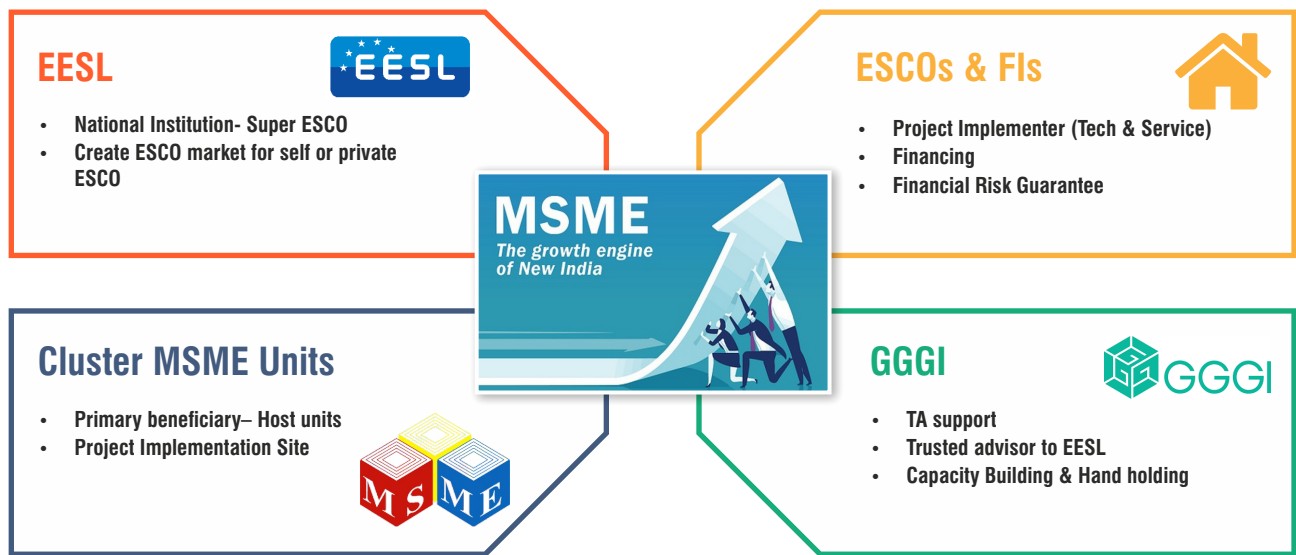 EESL
EESL
• National Institution- Super ESCO
• Create ESCO market for self or private
ESCO
ESCOs & FIs
• Project Implementer (Tech & Service)
• Financing
• Financial Risk Guarantee
MSME
The growth engine
of New India
Cluster MSME Units
• Primary beneficiary– Host units
• Project Implementation Site
M S M E
GGGI
GGGI
• TA support
• Trusted advisor to EESL
• Capacity Building & Hand holding